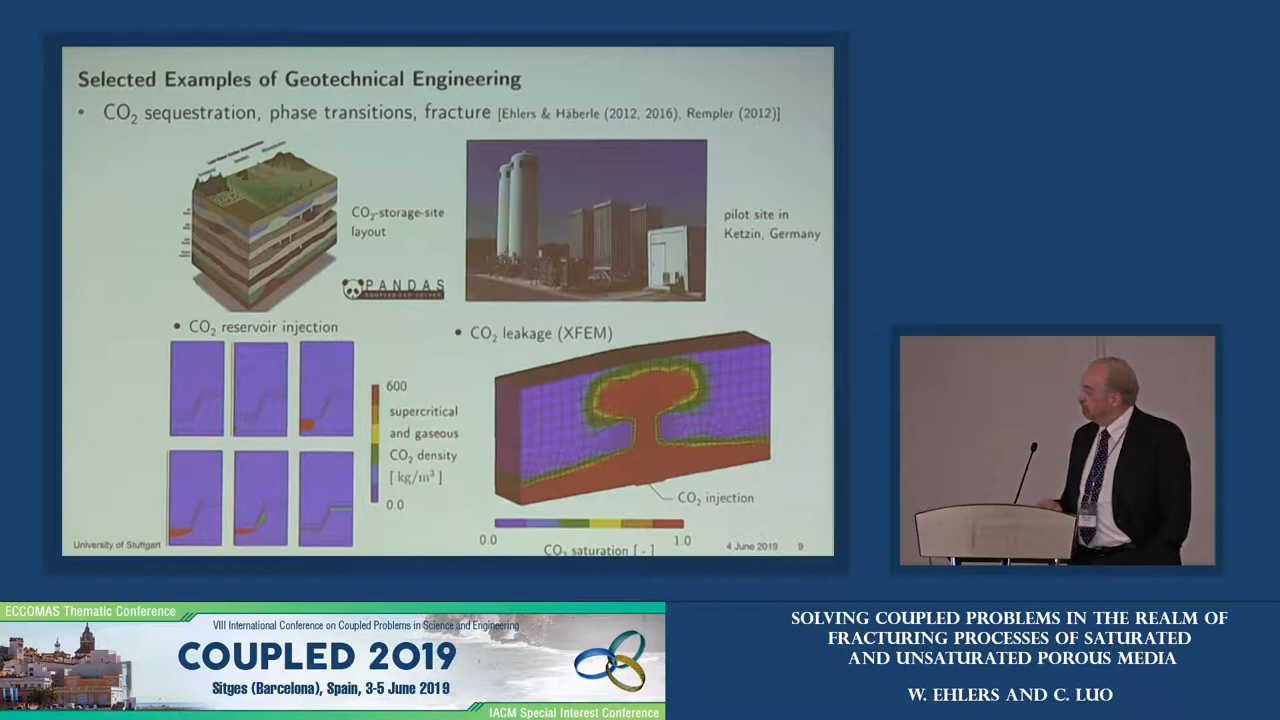 Selected Examples of Geotechnical Engineering
• CO₂ sequestration, phase transitions, fracture [Ehlers & Häberle (2012, 2016), Rempler (2012)]
CO₂-storage-site
layout
PANDAS
pilot site in
Ketzin, Germany
• CO₂ reservoir injection
600
supercritical
and gaseous
CO₂ density
[ kg/m³ ]
0.0
• CO₂ leakage (XFEM)
CO₂ injection
0.0 1.0
CO₂ saturation [ - ]
University of Stuttgart
4 June 2019 9
ECCOMAS Thematic Conference
VIII International Conference on Coupled Problems in Science and Engineering
COUPLED 2019
Sitges (Barcelona), Spain, 3-5 June 2019
IACM Special Interest Conference
SOLVING COUPLED PROBLEMS IN THE REALM OF
FRACTURING PROCESSES OF SATURATED
AND UNSATURATED POROUS MEDIA
W. EHLERS AND C. LUO